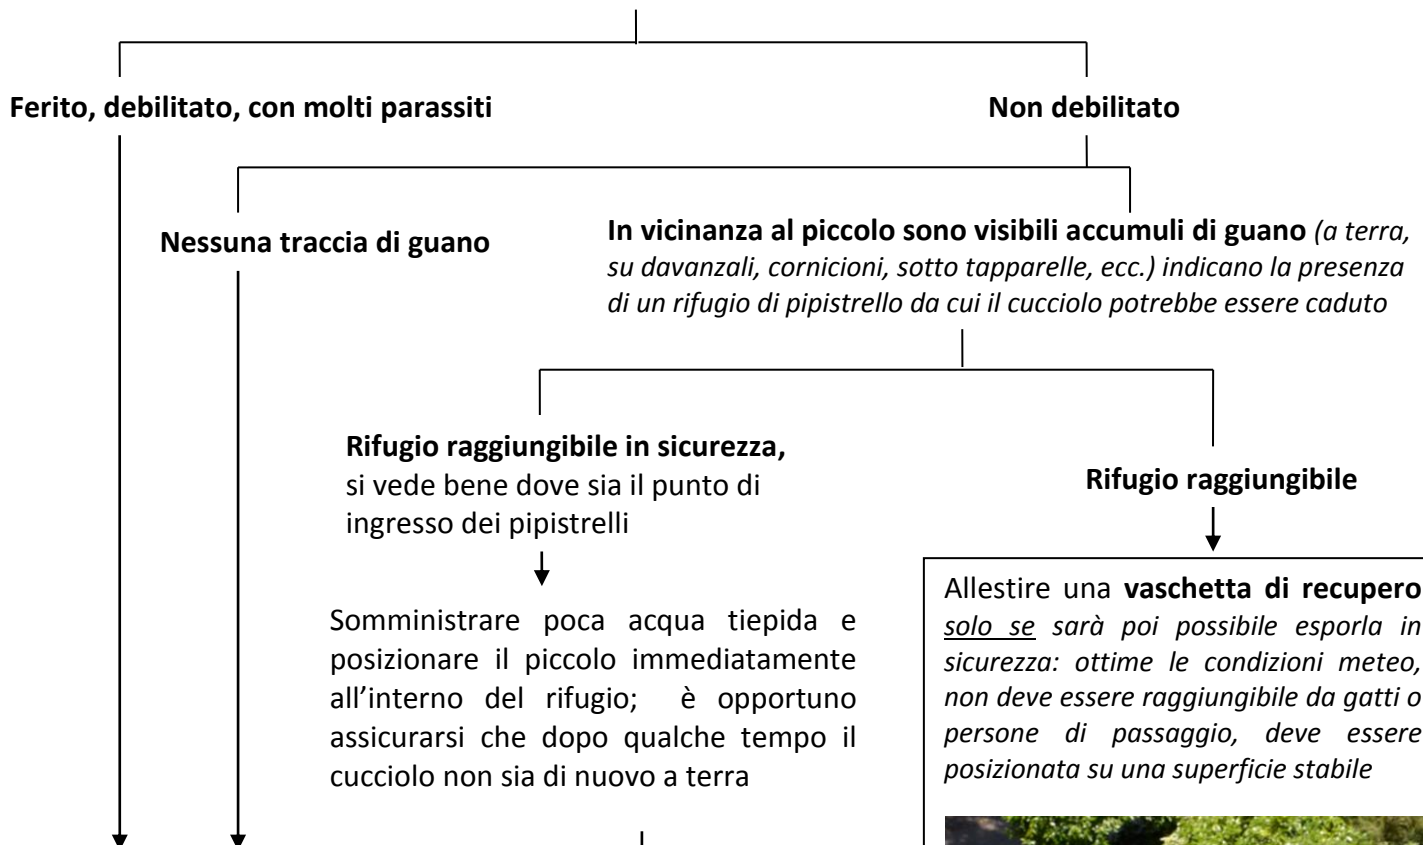 Ferito, debilitato, con molti parassiti
Non debilitato
Nessuna traccia di guano
In vicinanza al piccolo sono visibili accumuli di guano (a terra,
su davanzali, cornicioni, sotto tapparelle, ecc.) indicano la presenza
di un rifugio di pipistrello da cui il cucciolo potrebbe essere caduto
Rifugio raggiungibile in sicurezza,
si vede bene dove sia il punto di
ingresso dei pipistrelli
Rifugio raggiungibile
Somministrare poca acqua tiepida e
posizionare il piccolo immediatamente
all’interno del rifugio; è opportuno
assicurarsi che dopo qualche tempo il
cucciolo non sia di nuovo a terra
Allestire una vaschetta di recupero
solo se sarà poi possibile esporla in
sicurezza: ottime le condizioni meteo,
non deve essere raggiungibile da gatti o
persone di passaggio, deve essere
posizionata su una superficie stabile